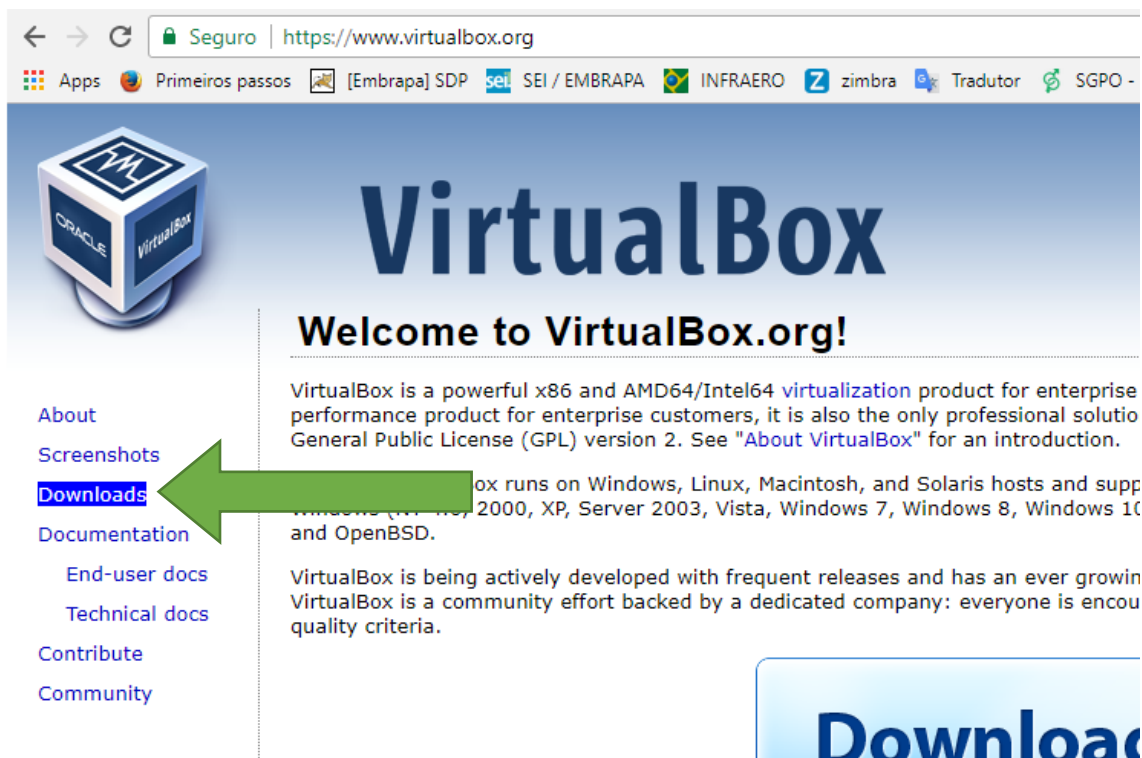 Seguro | https://www.virtualbox.org
Apps Primeiros passos [Embrapa] SDP sei! SEI / EMBRAPA INFRAERO Z zimbra Tradutor SGPO -
ORACLE
VirtualBox
VirtualBox
Welcome to VirtualBox.org!
VirtualBox is a powerful x86 and AMD64/Intel64 virtualization product for enterprise
performance product for enterprise customers, it is also the only professional solutio
General Public License (GPL) version 2. See "About VirtualBox" for an introduction.
ox runs on Windows, Linux, Macintosh, and Solaris hosts and supp
2000, XP, Server 2003, Vista, Windows 7, Windows 8, Windows 10
and OpenBSD.
VirtualBox is being actively developed with frequent releases and has an ever growin
VirtualBox is a community effort backed by a dedicated company: everyone is encou
quality criteria.
About
Screenshots
Downloads
Documentation
End-user docs
Technical docs
Contribute
Community
Download